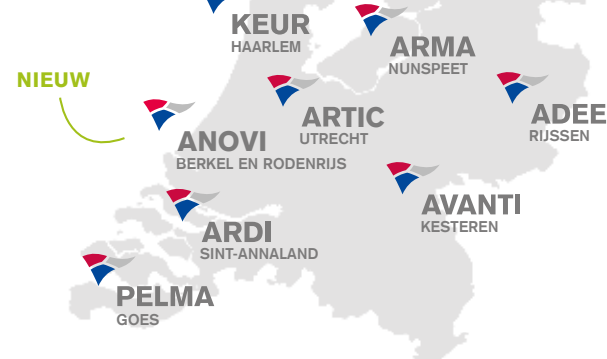 KEUR
HAARLEM
ARMA
NUNSPEET
NIEUW
ARTIC
UTRECHT
ADEE
RIJSSEN
ANOVI
BERKEL EN RODENRIJS
AVANTI
KESTEREN
ARDI
SINT-ANNALAND
PELMA
GOES